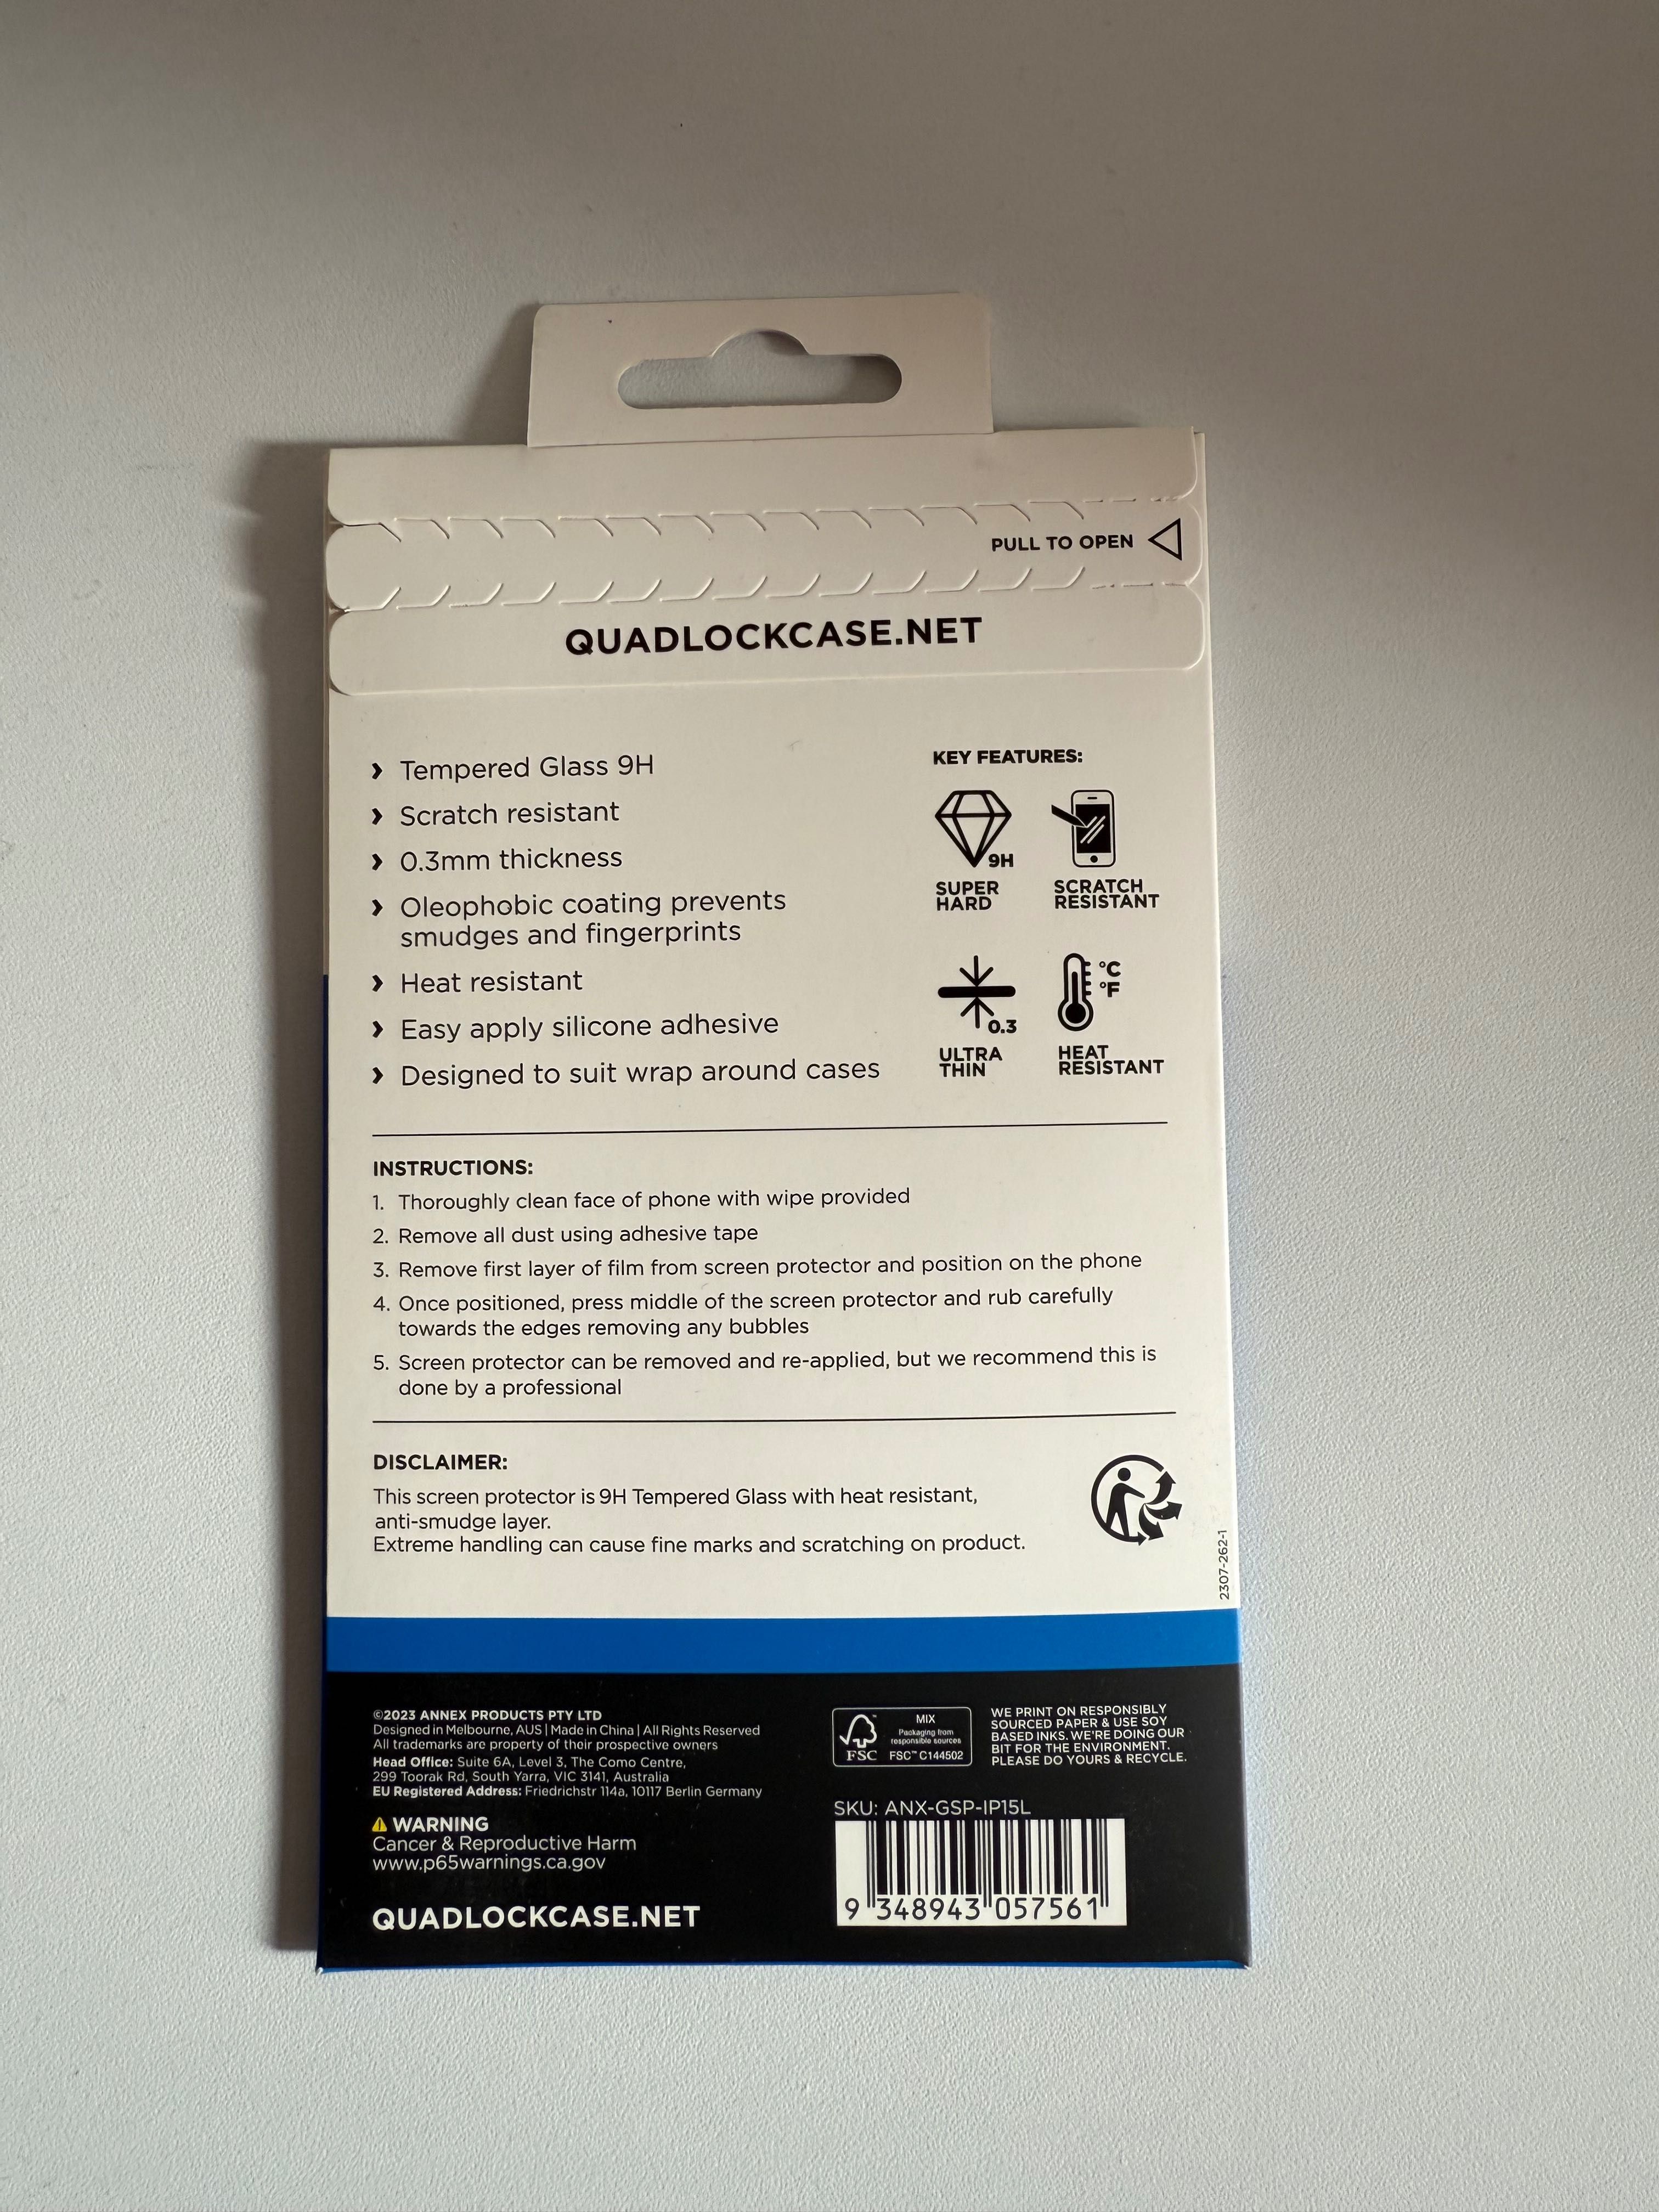 PULL TO OPEN
QUADLOCKCASE.NET
› Tempered Glass 9H
› Scratch resistant
› 0.3mm thickness
› Oleophobic coating prevents
smudges and fingerprints
› Heat resistant
› Easy apply silicone adhesive
› Designed to suit wrap around cases
KEY FEATURES:
9H
SUPER
HARD
SCRATCH
RESISTANT
0.3
ULTRA
THIN
°C
°F
HEAT
RESISTANT
INSTRUCTIONS:
1. Thoroughly clean face of phone with wipe provided
2. Remove all dust using adhesive tape
3. Remove first layer of film from screen protector and position on the phone
4. Once positioned, press middle of the screen protector and rub carefully
towards the edges removing any bubbles
5. Screen protector can be removed and re-applied, but we recommend this is
done by a professional
DISCLAIMER:
This screen protector is 9H Tempered Glass with heat resistant,
anti-smudge layer.
Extreme handling can cause fine marks and scratching on product.
2307-262-1
©2023 ANNEX PRODUCTS PTY LTD
Designed in Melbourne, AUS | Made in China | All Rights Reserved
All trademarks are property of their prospective owners
Head Office: Suite 6A, Level 3, The Como Centre,
299 Toorak Rd, South Yarra, VIC 3141, Australia
EU Registered Address: Friedrichstr 114a, 10117 Berlin Germany
WARNING
Cancer & Reproductive Harm
www.p65warnings.ca.gov
QUADLOCKCASE.NET
FSC
MIX
Packaging from
responsible sources
FSC™ C144502
WE PRINT ON RESPONSIBLY
SOURCED PAPER & USE SOY
BASED INKS. WE'RE DOING OUR
BIT FOR THE ENVIRONMENT.
PLEASE DO YOURS & RECYCLE.
SKU: ANX-GSP-IP15L
9 348943 057561